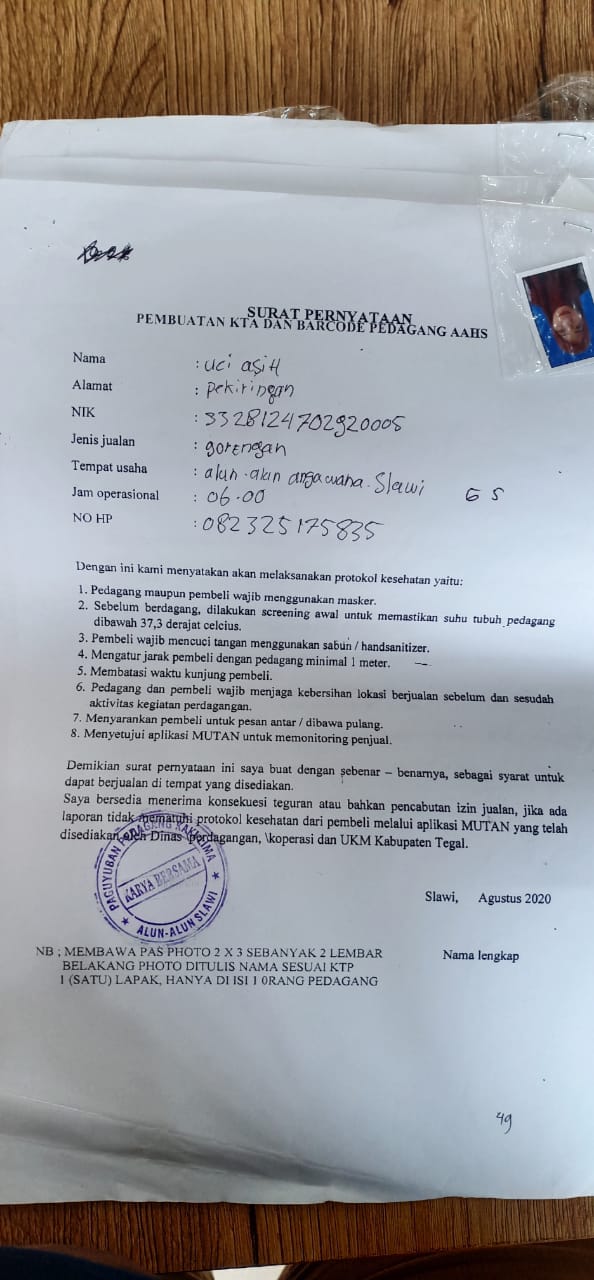 SURAT PERNYATAAN
PEMBUATAN KTA DAN BARCODE PEDAGANG AAHS
Nama : uci asiH
Alamat : pekiringan
NIK : 3328124702920005
Jenis jualan : gorengan
Tempat usaha : alun-alun anggawana. Slawi
Jam operasional : 06.00 G S
NO HP : 082325175835
Dengan ini kami menyatakan akan melaksanakan protokol kesehatan yaitu:
1. Pedagang maupun pembeli wajib menggunakan masker.
2. Sebelum berdagang, dilakukan screening awal untuk memastikan suhu tubuh pedagang
dibawah 37,3 derajat celcius.
3. Pembeli wajib mencuci tangan menggunakan sabun / handsanitizer.
4. Mengatur jarak pembeli dengan pedagang minimal 1 meter.
5. Membatasi waktu kunjung pembeli.
6. Pedagang dan pembeli wajib menjaga kebersihan lokasi berjualan sebelum dan sesudah
aktivitas kegiatan perdagangan.
7. Menyarankan pembeli untuk pesan antar / dibawa pulang.
8. Menyetujui aplikasi MUTAN untuk memonitoring penjual.
Demikian surat pernyataan ini saya buat dengan sebenar – benarnya, sebagai syarat untuk
dapat berjualan di tempat yang disediakan.
Saya bersedia menerima konsekuesi teguran atau bahkan pencabutan izin jualan, jika ada
laporan tidak mematuhi protokol kesehatan dari pembeli melalui aplikasi MUTAN yang telah
disediakan oleh Dinas \perdagangan, \koperasi dan UKM Kabupaten Tegal.
PAGUYUBAN PEDAGANG KAKI LIMA
KARYA BERSAMA
ALUN-ALUN SLAWI
Slawi, Agustus 2020
Nama lengkap
NB ; MEMBAWA PAS PHOTO 2 X 3 SEBANYAK 2 LEMBAR
BELAKANG PHOTO DITULIS NAMA SESUAI KTP
1 (SATU) LAPAK, HANYA DI ISI 1 0RANG PEDAGANG
49